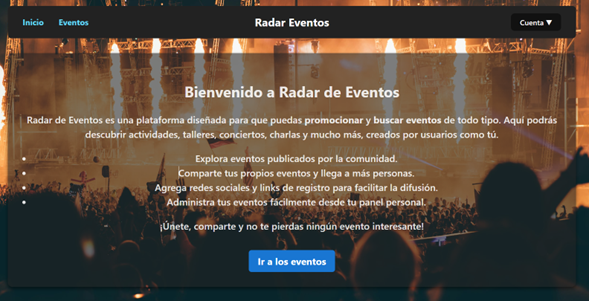 Inicio Eventos Radar Eventos Cuenta ▼
Bienvenido a Radar de Eventos
Radar de Eventos es una plataforma diseñada para que puedas promocionar y buscar eventos de todo tipo. Aquí podrás
descubrir actividades, talleres, conciertos, charlas y mucho más, creados por usuarios como tú.
• Explora eventos publicados por la comunidad.
• Comparte tus propios eventos y llega a más personas.
• Agrega redes sociales y links de registro para facilitar la difusión.
• Administra tus eventos fácilmente desde tu panel personal.
¡Únete, comparte y no te pierdas ningún evento interesante!
Ir a los eventos